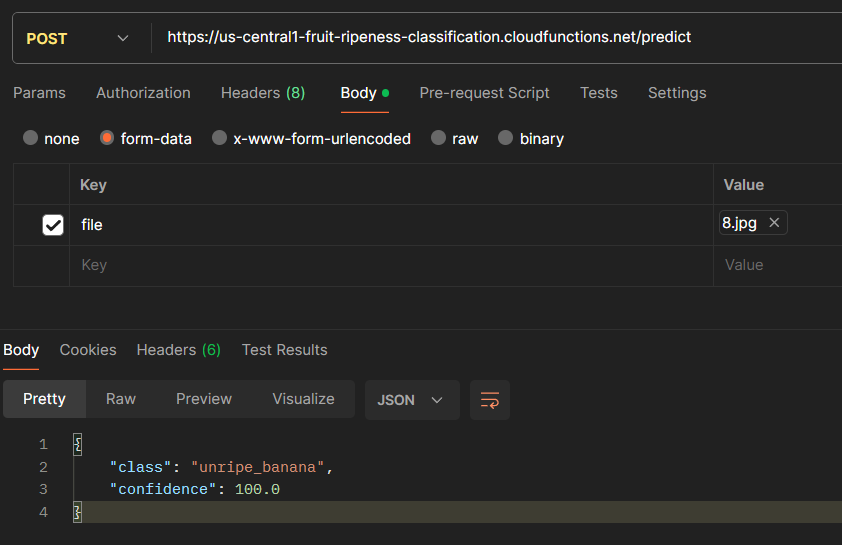 POST https://us-central1-fruit-ripeness-classification.cloudfunctions.net/predict
Params Authorization Headers (8) Body Pre-request Script Tests Settings
none form-data x-www-form-urlencoded raw binary
Key Value
file 8.jpg
Key Value
Body Cookies Headers (6) Test Results
Pretty Raw Preview Visualize JSON
1 {
2 "class": "unripe_banana",
3 "confidence": 100.0
4 }